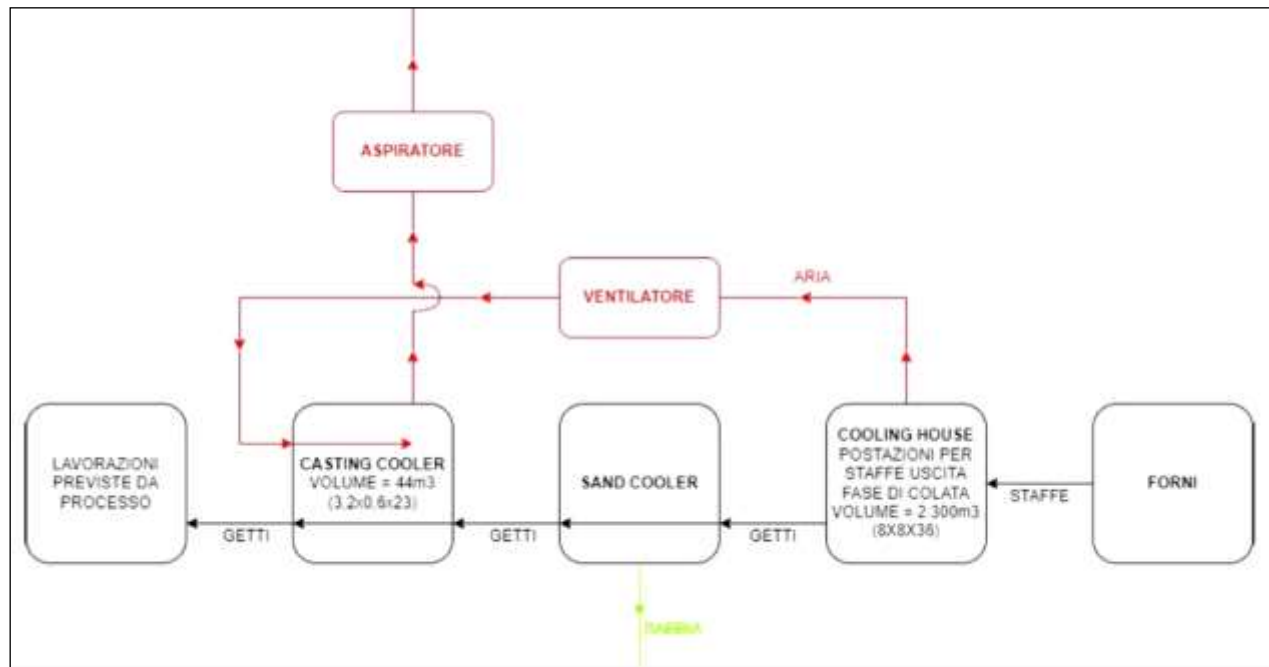 ASPIRATORE
VENTILATORE
ARIA
LAVORAZIONI
PREVISTE DA
PROCESSO
GETTI
CASTING COOLER
VOLUME = 44m3
(3.2x0.6x23)
GETTI
SAND COOLER
GETTI
COOLING HOUSE
POSTAZIONI PER
STAFFE USCITA
FASE DI COLATA
VOLUME = 2.300m3
(8X8X36)
STAFFE
FORNI
SABBIA